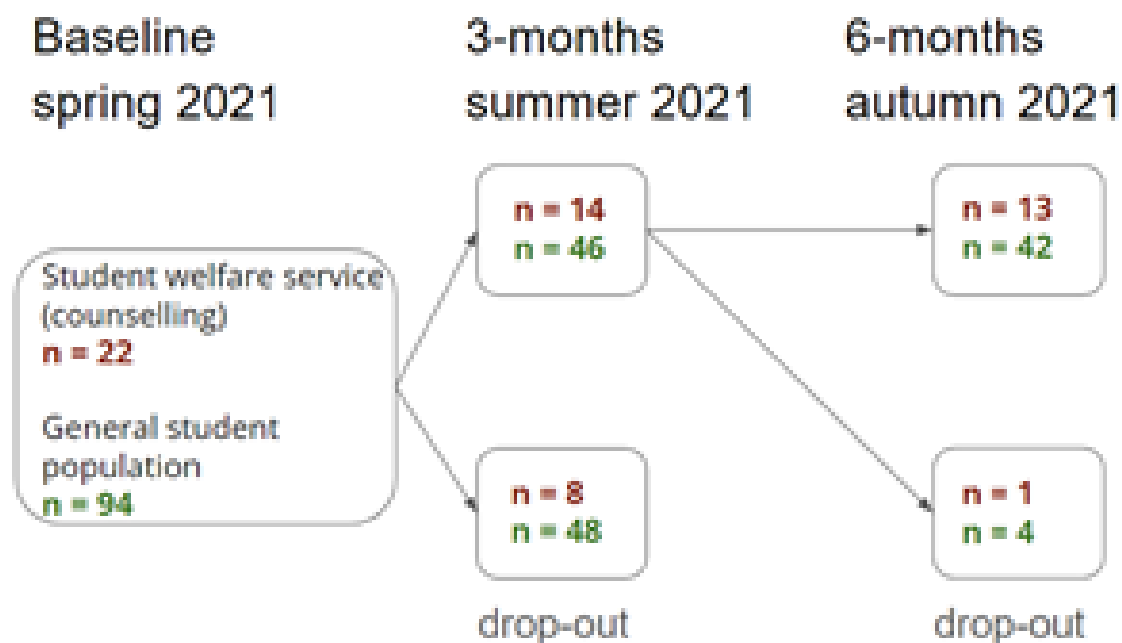 Baseline
spring 2021
3-months
summer 2021
6-months
autumn 2021
Student welfare service
(counselling)
n = 22
General student
population
n = 94
n = 14
n = 46
n = 8
n = 48
drop-out
n = 13
n = 42
n = 1
n = 4
drop-out